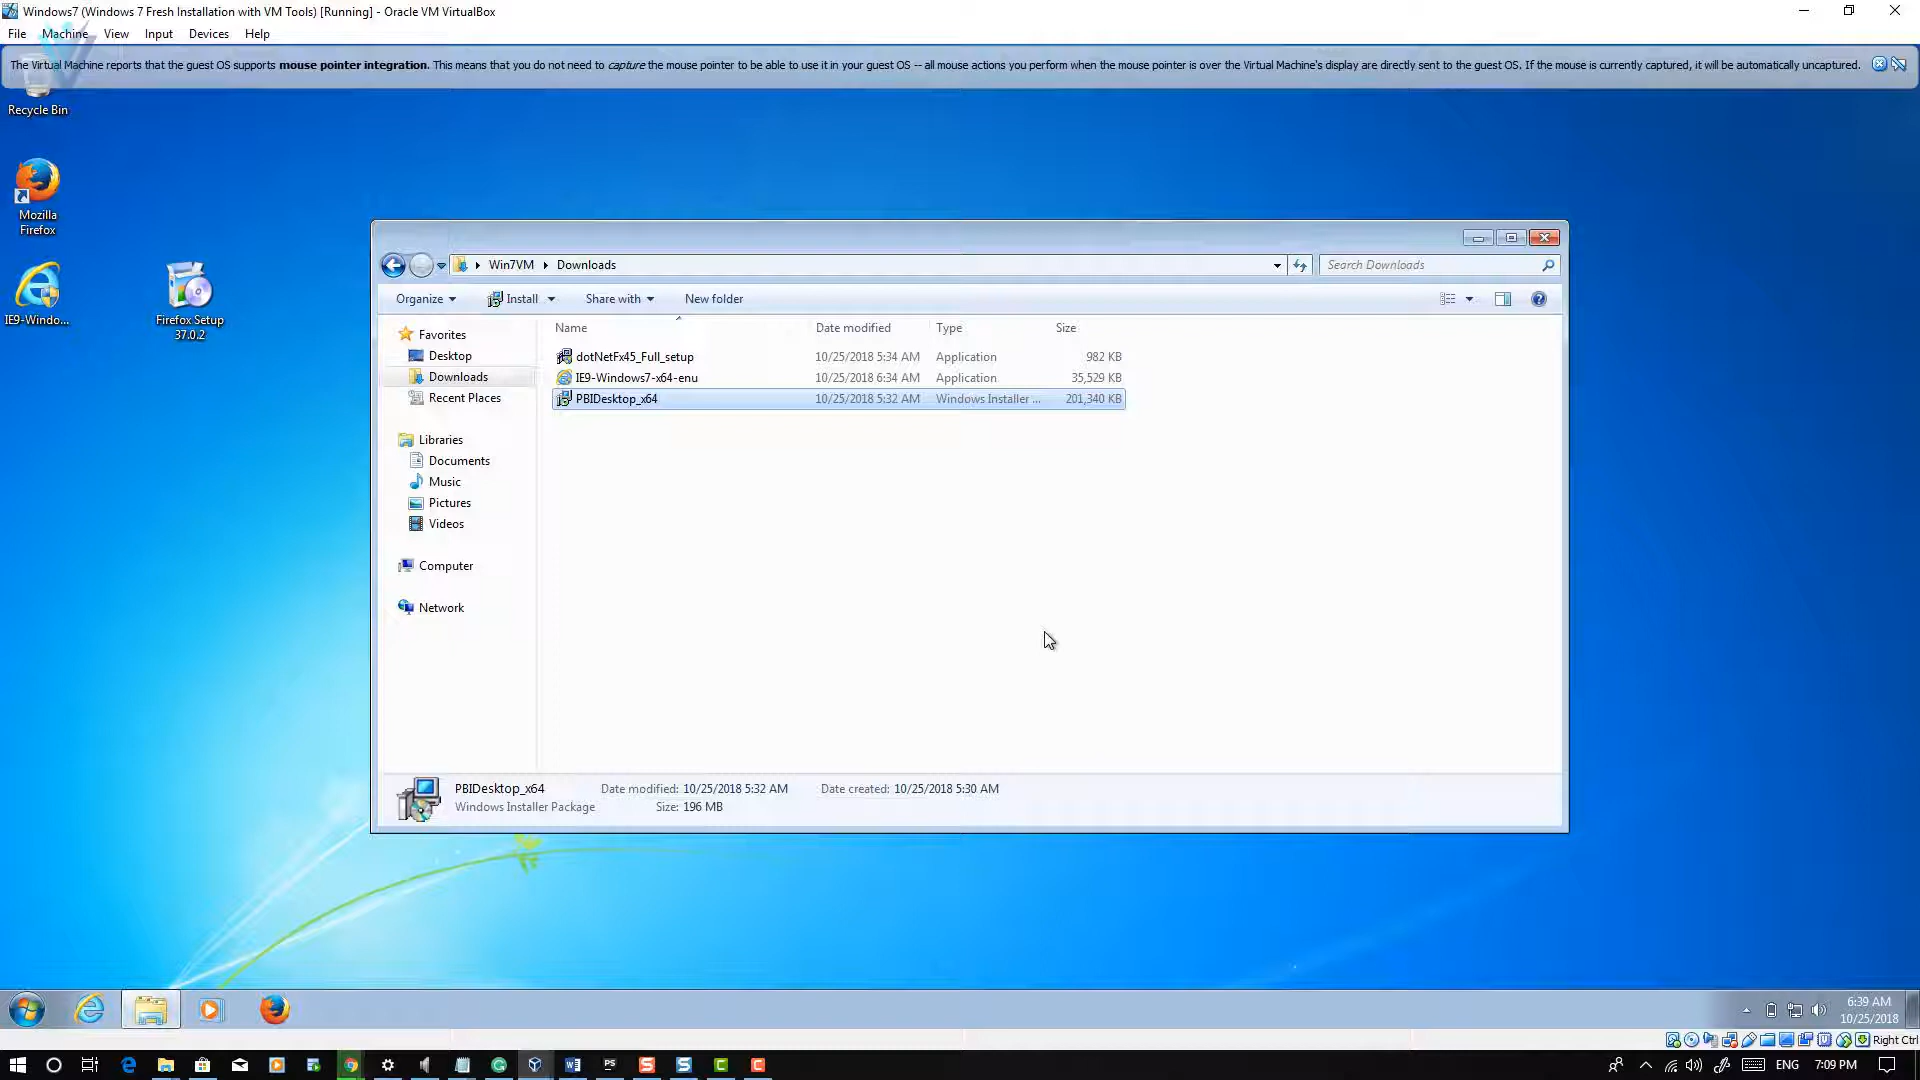 Windows7 (Windows 7 Fresh Installation with VM Tools) [Running] - Oracle VM VirtualBox
File Machine View Input Devices Help
The Virtual Machine reports that the guest OS supports mouse pointer integration. This means that you do not need to capture the mouse pointer to be able to use it in your guest OS -- all mouse actions you perform when the mouse pointer is over the Virtual Machine's display are directly sent to the guest OS. If the mouse is currently captured, it will be automatically uncaptured.
Recycle Bin
Mozilla
Firefox
IE9-Windo...
Firefox Setup
37.0.2
Win7VM Downloads
Search Downloads
Organize Install Share with New folder
Name Date modified Type Size
dotNetFx45_Full_setup 10/25/2018 5:34 AM Application 982 KB
IE9-Windows7-x64-enu 10/25/2018 6:34 AM Application 35,529 KB
PBIDesktop_x64 10/25/2018 5:32 AM Windows Installer ... 201,340 KB
Favorites
Desktop
Downloads
Recent Places
Libraries
Documents
Music
Pictures
Videos
Computer
Network
PBIDesktop_x64 Date modified: 10/25/2018 5:32 AM Date created: 10/25/2018 5:30 AM
Windows Installer Package Size: 196 MB
6:39 AM
10/25/2018
Right Ctrl
PS
ENG 7:09 PM